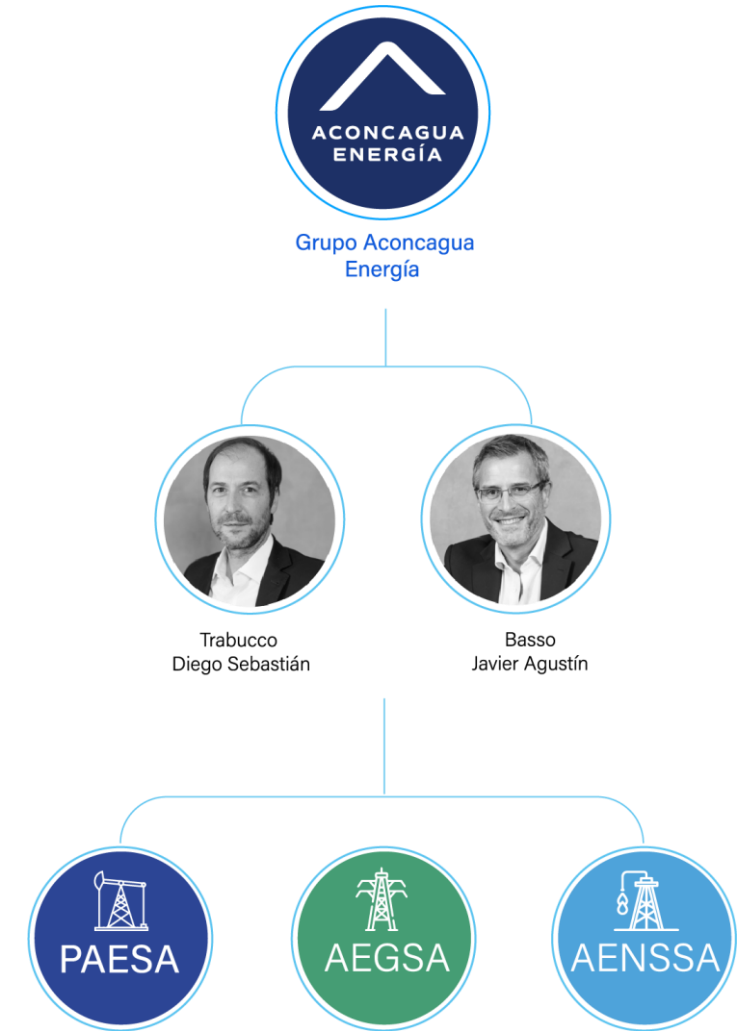 ACONCAGUA
ENERGÍA
Grupo Aconcagua
Energía
Trabucco
Diego Sebastián
Basso
Javier Agustín
PAESA
AEGSA
AENSSA